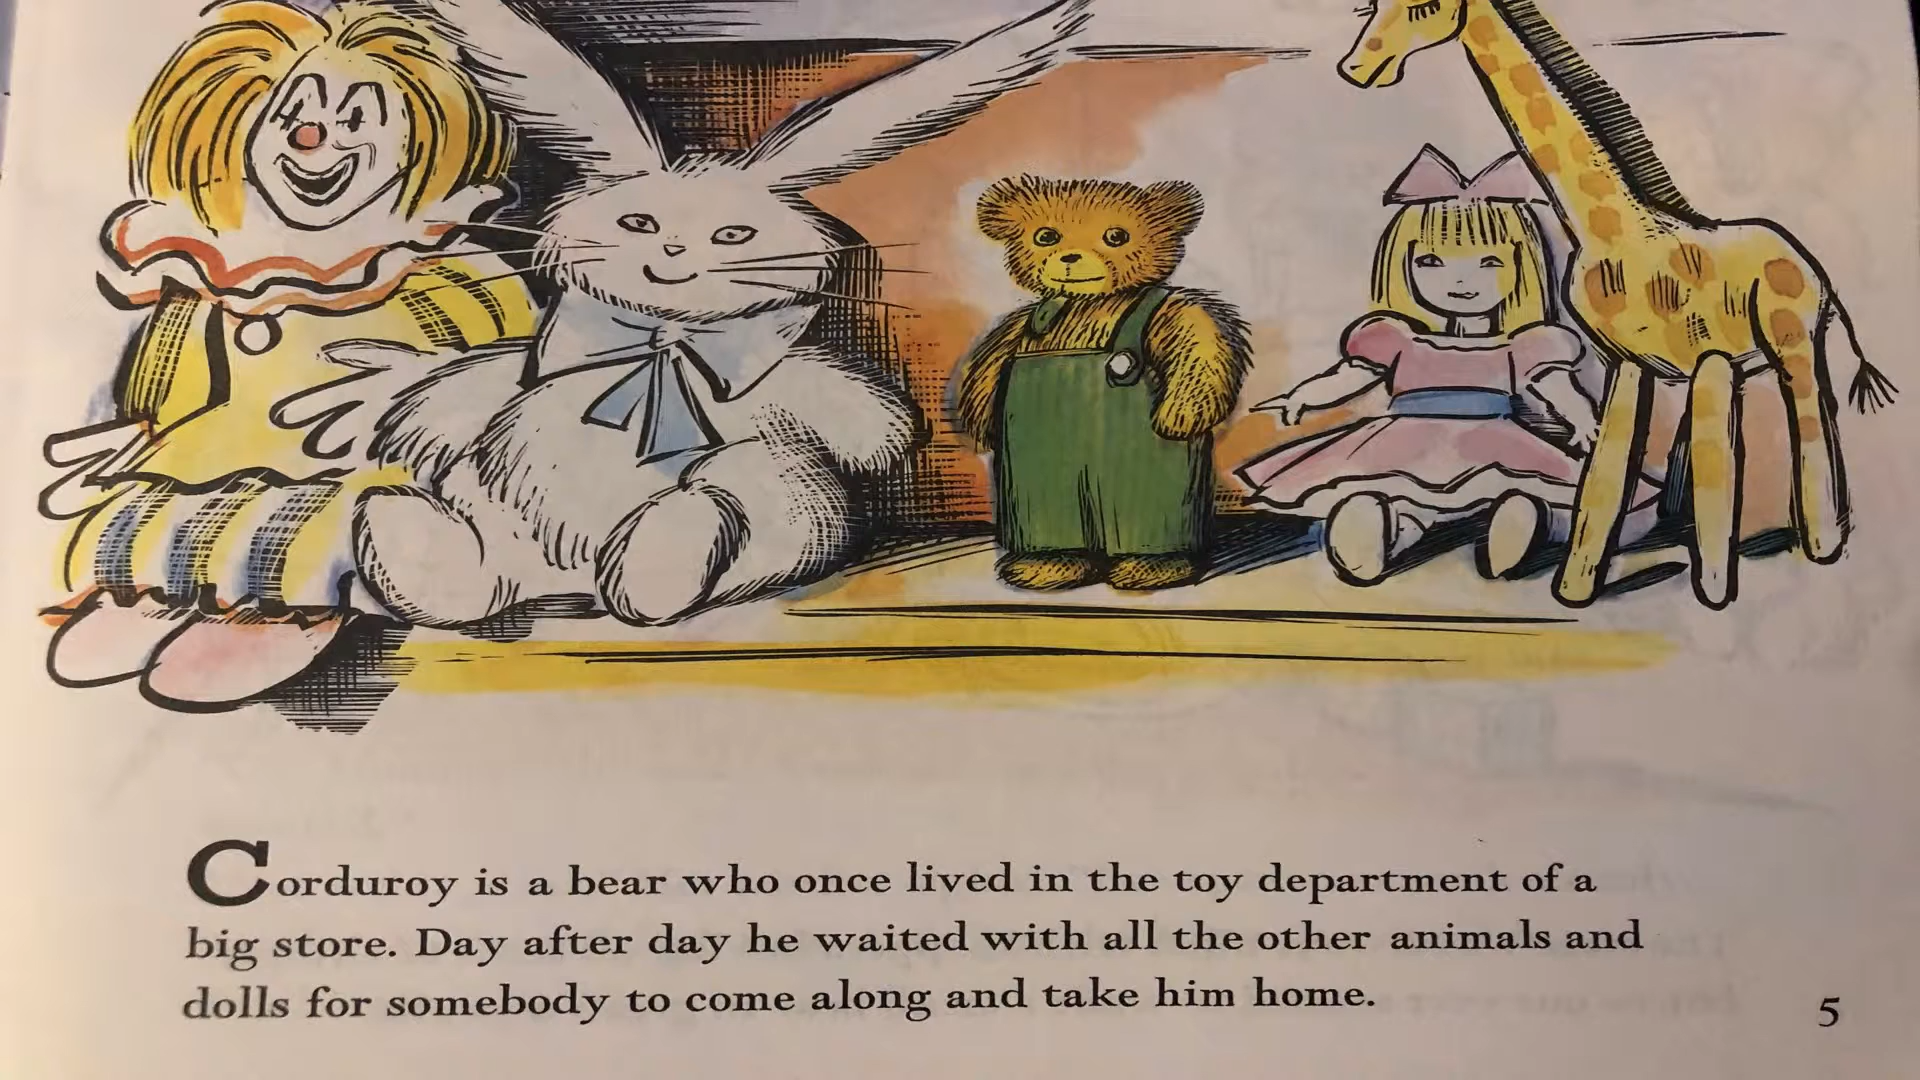 Corduroy is a bear who once lived in the toy department of a
big store. Day after day he waited with all the other animals and
dolls for somebody to come along and take him home.
5